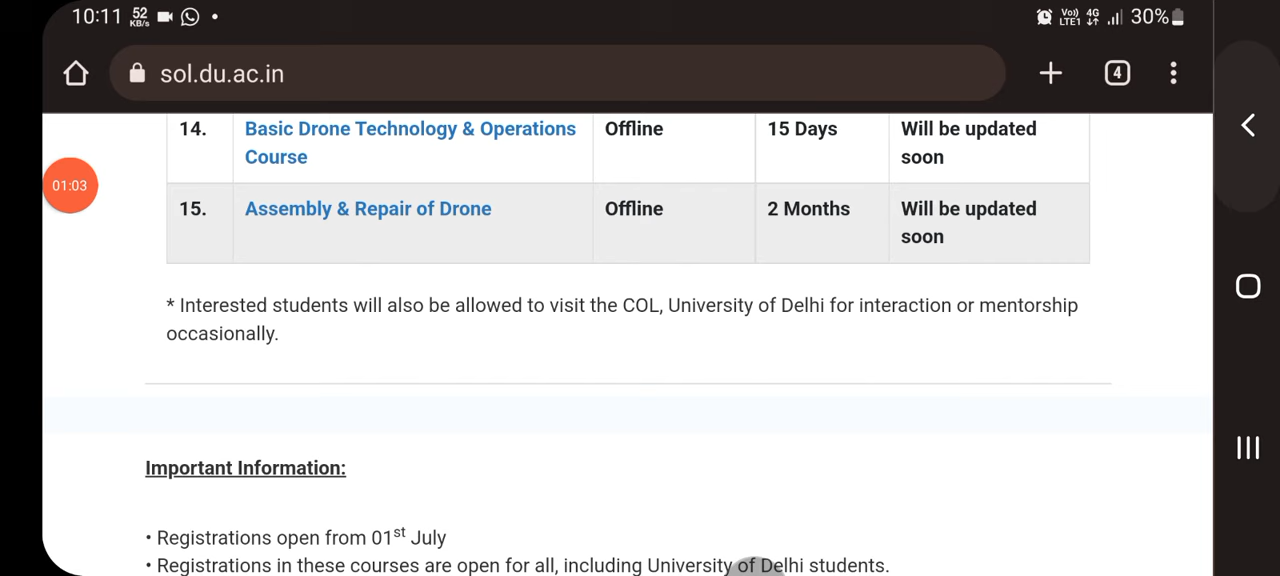 10:11 52 KB/s • Vo)) LTE1 4G 30%
sol.du.ac.in 4
14. Basic Drone Technology & Operations Course Offline 15 Days Will be updated soon
01:03
15. Assembly & Repair of Drone Offline 2 Months Will be updated soon
* Interested students will also be allowed to visit the COL, University of Delhi for interaction or mentorship
occasionally.
Important Information:
• Registrations open from 01st July
• Registrations in these courses are open for all, including University of Delhi students.